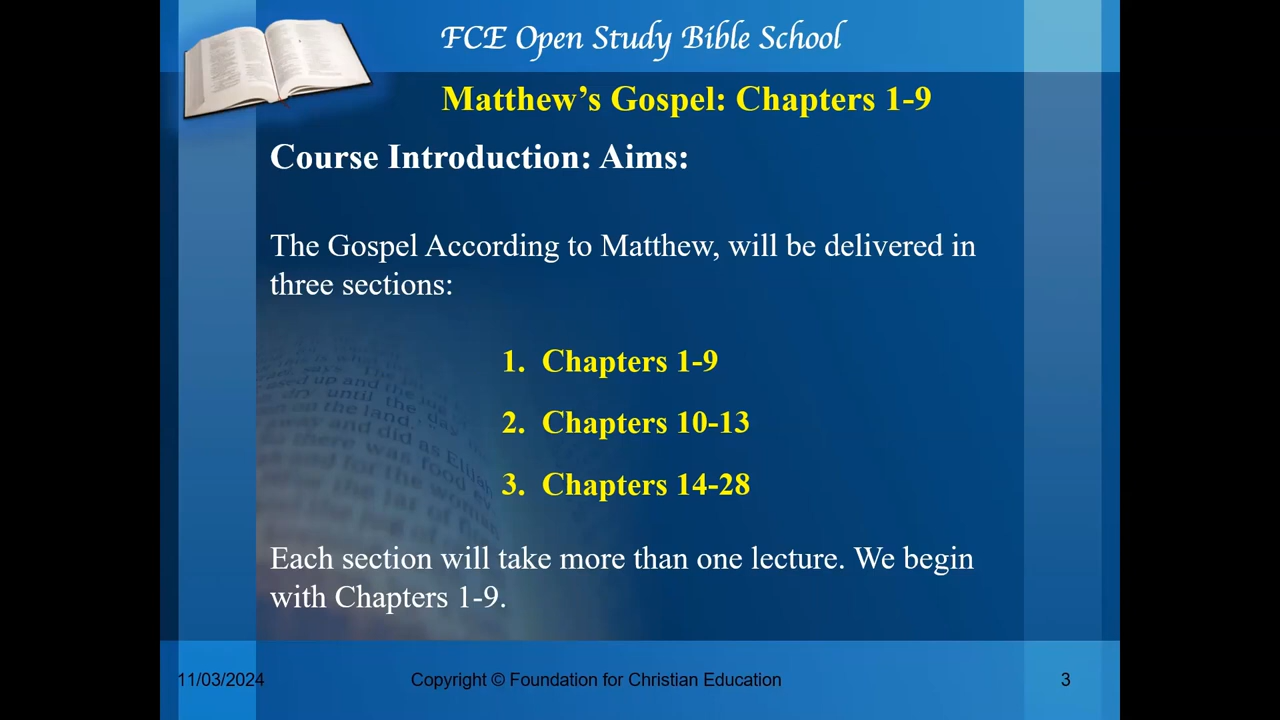 FCE Open Study Bible School
Matthew's Gospel: Chapters 1-9
Course Introduction: Aims:
The Gospel According to Matthew, will be delivered in
three sections:
1. Chapters 1-9
2. Chapters 10-13
3. Chapters 14-28
Each section will take more than one lecture. We begin
with Chapters 1-9.
11/03/2024
Copyright © Foundation for Christian Education
3